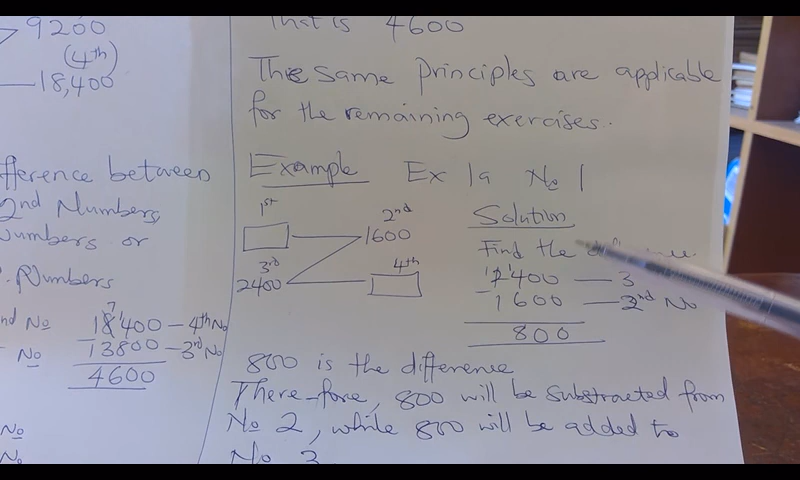 9200
(4th)
18,400
fference between
2nd Numbers
Numbers or
Numbers
nd No
18400 - 4th No
No 13800 - 3rd No
4600
No
That is 4600
The same principles are applicable
for the remaining exercises.
Example Ex 1a No 1
1st 2nd
1600
3rd 4th
2400
Solution
Find the
2400 — 3
- 1600 — 2nd No
800
800 is the difference
There-fore, 800 will be substracted from
No 2, while 800 will be added to
No 3